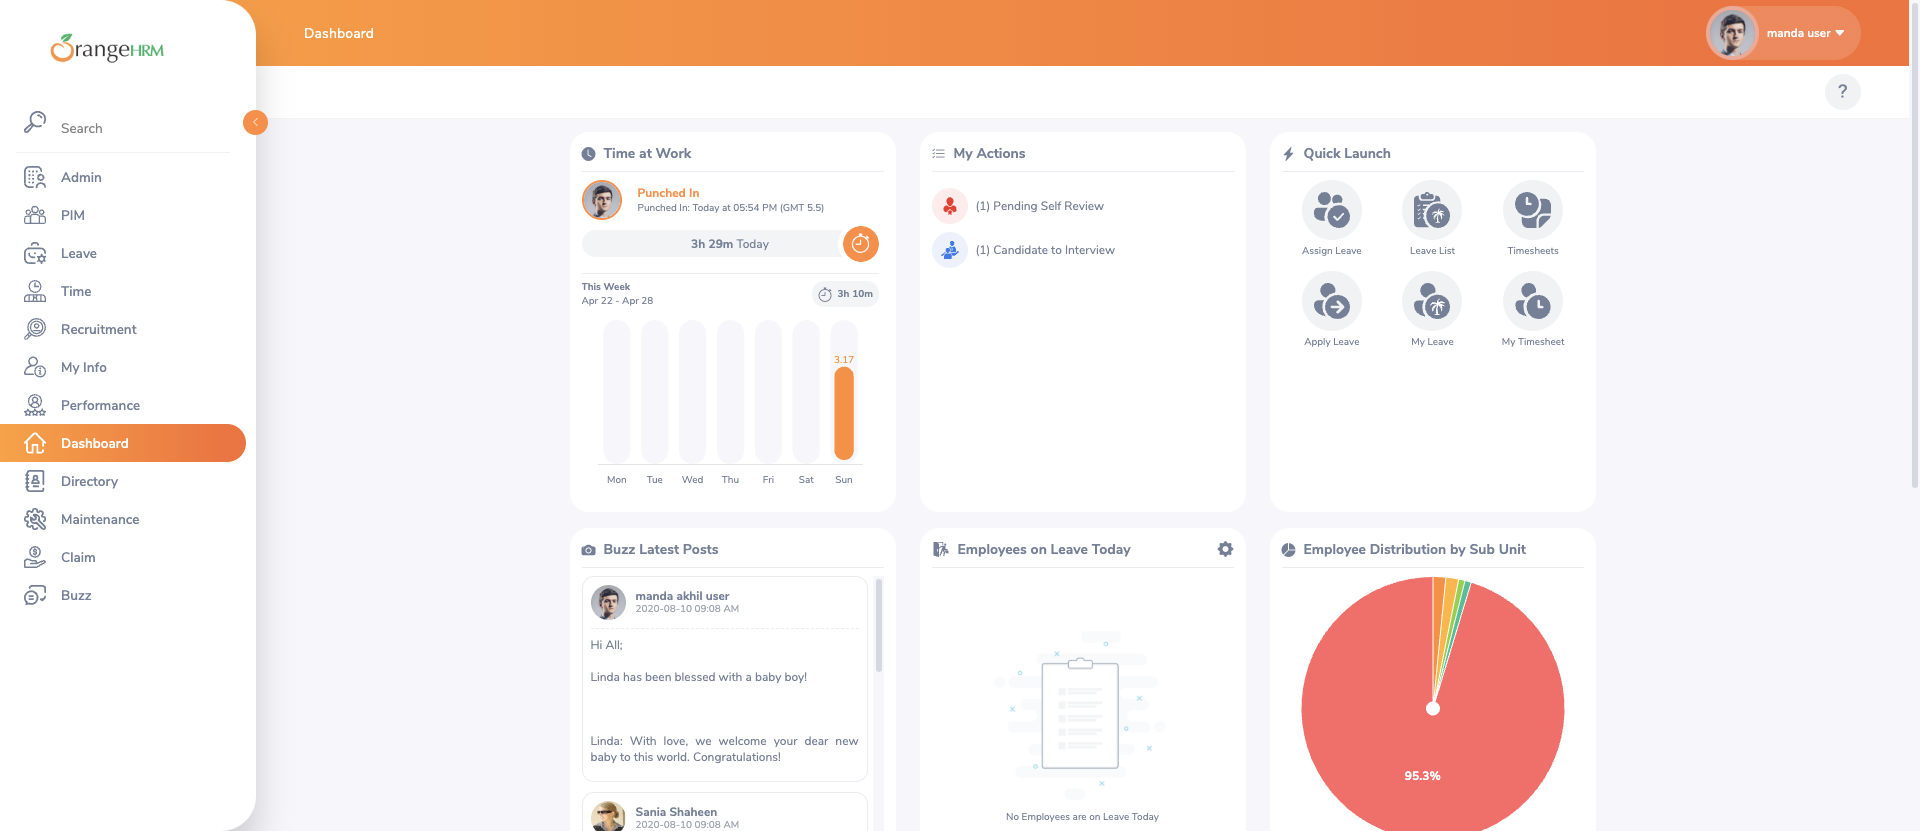 OrangeHRM
Search
Admin
PIM
Leave
Time
Recruitment
My Info
Performance
Dashboard
Directory
Maintenance
Claim
Buzz
Dashboard
manda user
?
Time at Work
Punched In
Punched In: Today at 05:54 PM (GMT 5.5)
3h 29m Today
This Week
Apr 22 - Apr 28
3h 10m
3.17
Mon Tue Wed Thu Fri Sat Sun
My Actions
(1) Pending Self Review
(1) Candidate to Interview
Quick Launch
Assign Leave Leave List Timesheets
Apply Leave My Leave My Timesheet
Buzz Latest Posts
manda akhil user
2020-08-10 09:08 AM
Hi All;
Linda has been blessed with a baby boy!
Linda: With love, we welcome your dear new
baby to this world. Congratulations!
Sania Shaheen
2020-08-10 09:08 AM
Employees on Leave Today
No Employees are on Leave Today
Employee Distribution by Sub Unit
95.3%